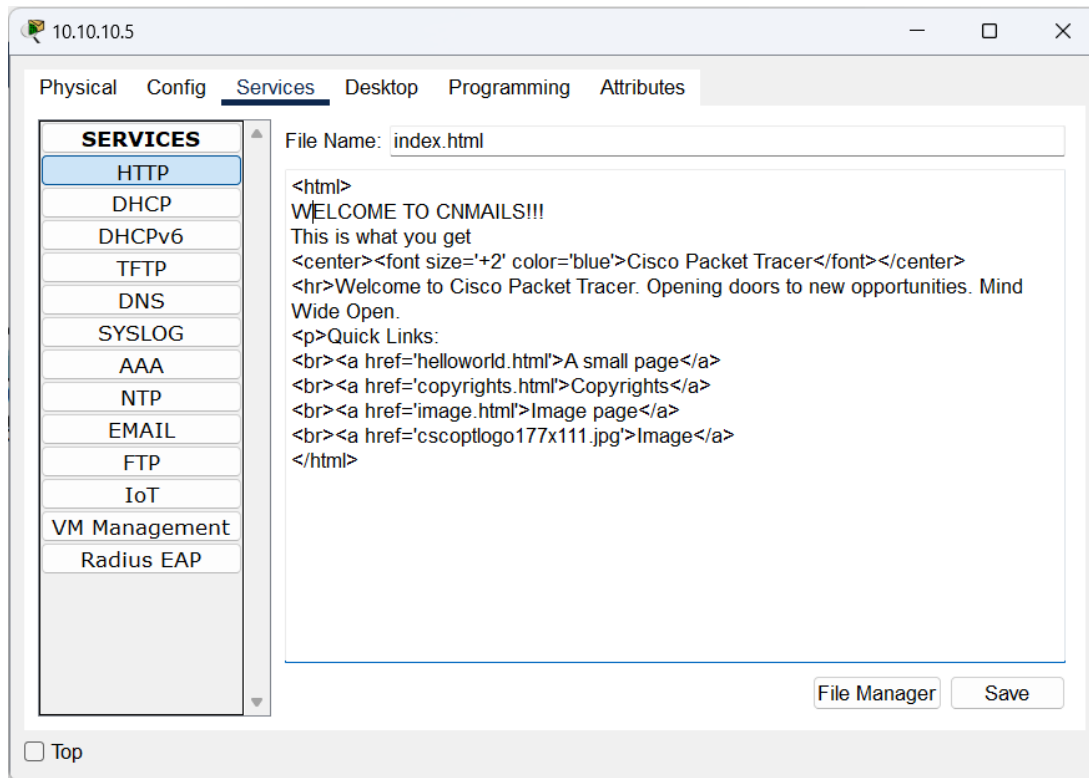 10.10.10.5
Physical Config Services Desktop Programming Attributes
SERVICES
HTTP
DHCP
DHCPv6
TFTP
DNS
SYSLOG
AAA
NTP
EMAIL
FTP
IoT
VM Management
Radius EAP
File Name: index.html
<html>
WELCOME TO CNMAILS!!!
This is what you get
<center><font size='+2' color='blue'>Cisco Packet Tracer</font></center>
<hr>Welcome to Cisco Packet Tracer. Opening doors to new opportunities. Mind
Wide Open.
<p>Quick Links:
<br><a href='helloworld.html'>A small page</a>
<br><a href='copyrights.html'>Copyrights</a>
<br><a href='image.html'>Image page</a>
<br><a href='cscoptlogo177x111.jpg'>Image</a>
</html>
File Manager Save
Top